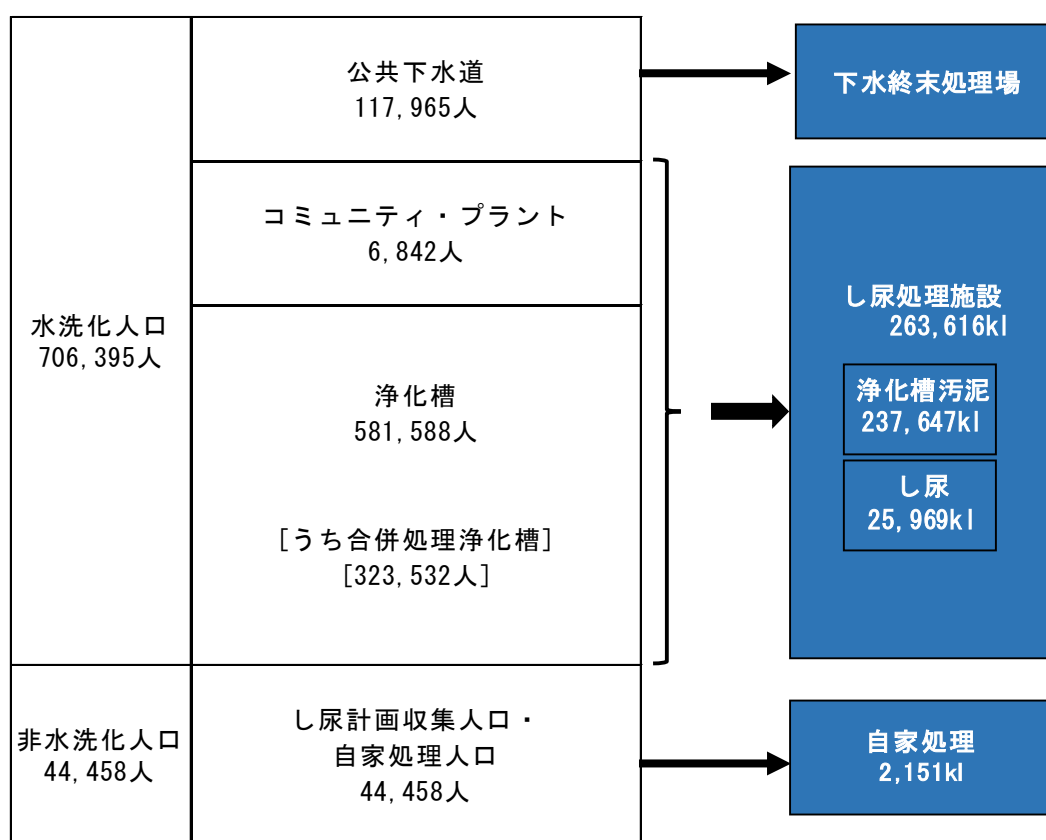 公共下水道
117,965人
下水終末処理場
コミュニティ・プラント
6,842人
水洗化人口
706,395人
浄化槽
581,588人
[うち合併処理浄化槽]
[323,532人]
し尿処理施設
263,616kl
浄化槽汚泥
237,647kl
し尿
25,969kl
非水洗化人口
44,458人
し尿計画収集人口・
自家処理人口
44,458人
自家処理
2,151kl